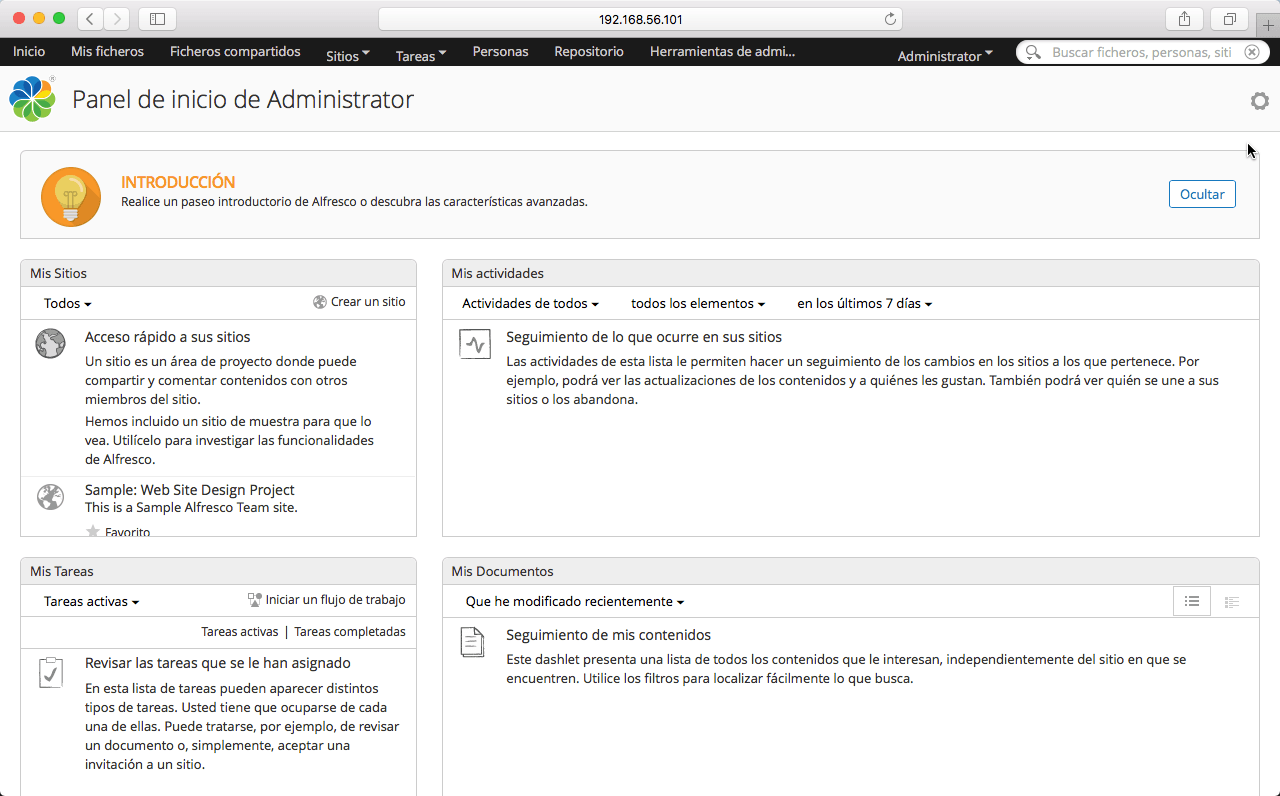 192.168.56.101
Inicio Mis ficheros Ficheros compartidos Sitios Tareas Personas Repositorio Herramientas de admi... Administrator Buscar ficheros, personas, siti
Panel de inicio de Administrator
INTRODUCCIÓN
Realice un paseo introductorio de Alfresco o descubra las características avanzadas.
Ocultar
Mis Sitios
Todos Crear un sitio
Acceso rápido a sus sitios
Un sitio es un área de proyecto donde puede
compartir y comentar contenidos con otros
miembros del sitio.
Hemos incluido un sitio de muestra para que lo
vea. Utilícelo para investigar las funcionalidades
de Alfresco.
Sample: Web Site Design Project
This is a Sample Alfresco Team site.
Favorito
Mis actividades
Actividades de todos todos los elementos en los últimos 7 días
Seguimiento de lo que ocurre en sus sitios
Las actividades de esta lista le permiten hacer un seguimiento de los cambios en los sitios a los que pertenece. Por
ejemplo, podrá ver las actualizaciones de los contenidos y a quiénes les gustan. También podrá ver quién se une a sus
sitios o los abandona.
Mis Tareas
Tareas activas Iniciar un flujo de trabajo
Tareas activas | Tareas completadas
Revisar las tareas que se le han asignado
En esta lista de tareas pueden aparecer distintos
tipos de tareas. Usted tiene que ocuparse de cada
una de ellas. Puede tratarse, por ejemplo, de revisar
un documento o, simplemente, aceptar una
invitación a un sitio.
Mis Documentos
Que he modificado recientemente
Seguimiento de mis contenidos
Este dashlet presenta una lista de todos los contenidos que le interesan, independientemente del sitio en que se
encuentren. Utilice los filtros para localizar fácilmente lo que busca.